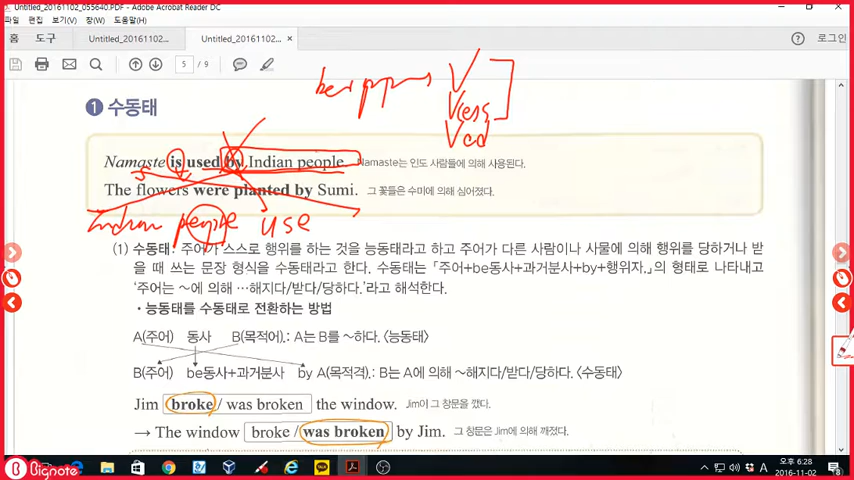 Untitled_20161102_055640.PDF - Adobe Acrobat Reader DC
파일 편집 보기(V) 창(W) 도움말(H)
홈 도구 Untitled_20161102... Untitled_20161102... × ? 로그인
5 / 9
V
Ving
Ved
1 수동태
Namaste is used by Indian people. Namaste는 인도 사람들에 의해 사용된다.
S
The flowers were planted by Sumi. 그 꽃들은 수미에 의해 심어졌다.
Indian people use
(1) 수동태: 주어가 스스로 행위를 하는 것을 능동태라고 하고 주어가 다른 사람이나 사물에 의해 행위를 당하거나 받
을 때 쓰는 문장 형식을 수동태라고 한다. 수동태는 「주어+be동사+과거분사+by+행위자.」의 형태로 나타내고
‘주어는 ~에 의해 …해지다/받다/당하다.’라고 해석한다.
• 능동태를 수동태로 전환하는 방법
A(주어) 동사 B(목적어).: A는 B를 ~하다. <능동태>
B(주어) be동사+과거분사 by A(목적격).: B는 A에 의해 ~해지다/받다/당하다. <수동태>
Jim broke / was broken the window. Jim이 그 창문을 깼다.
→ The window broke / was broken by Jim. 그 창문은 Jim에 의해 깨졌다.
Bignote
A
오후 6:28
2016-11-02